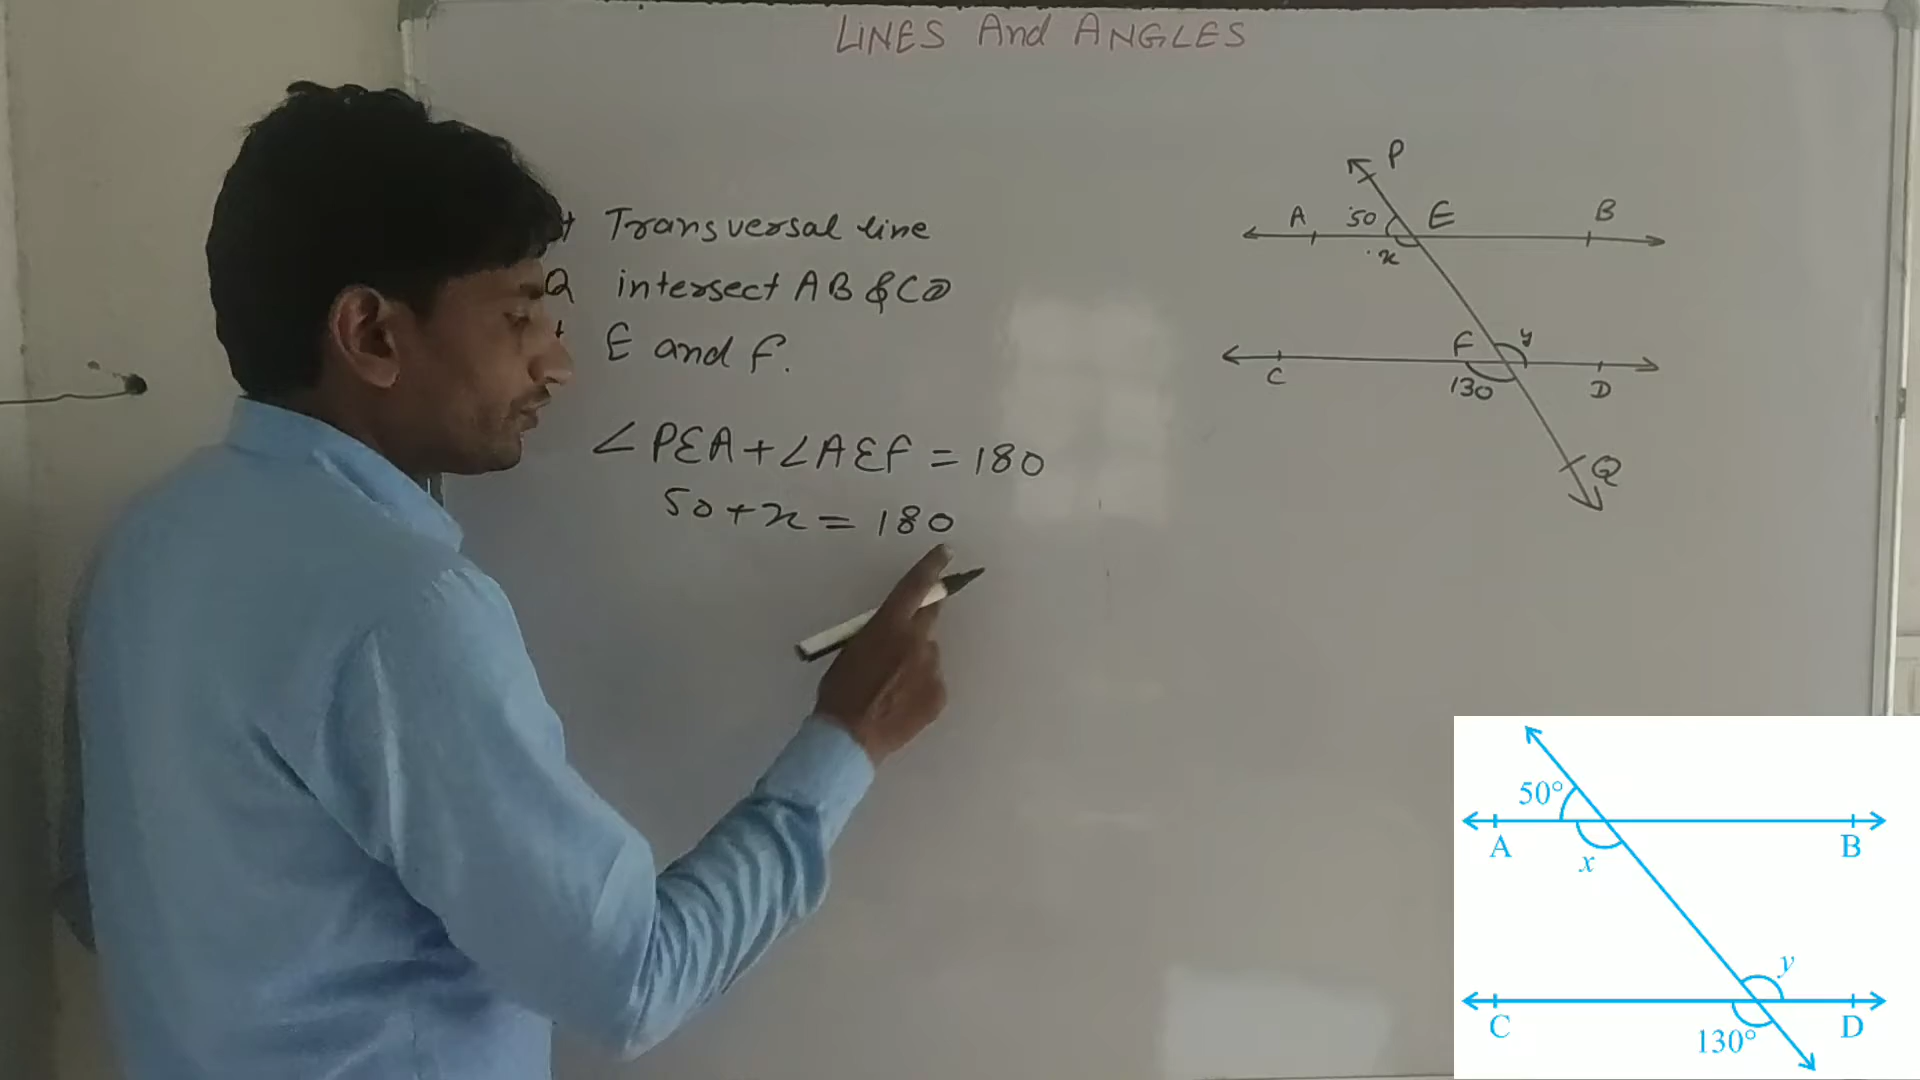 LINES And ANGLES
Transversal line
Q intersect AB & CD
E and F.
∠PEA + ∠AEF = 180
50 + x = 180
P
A 50 E B
x
F y
C 130 D
Q
50°
A B
x
y
C D
130°